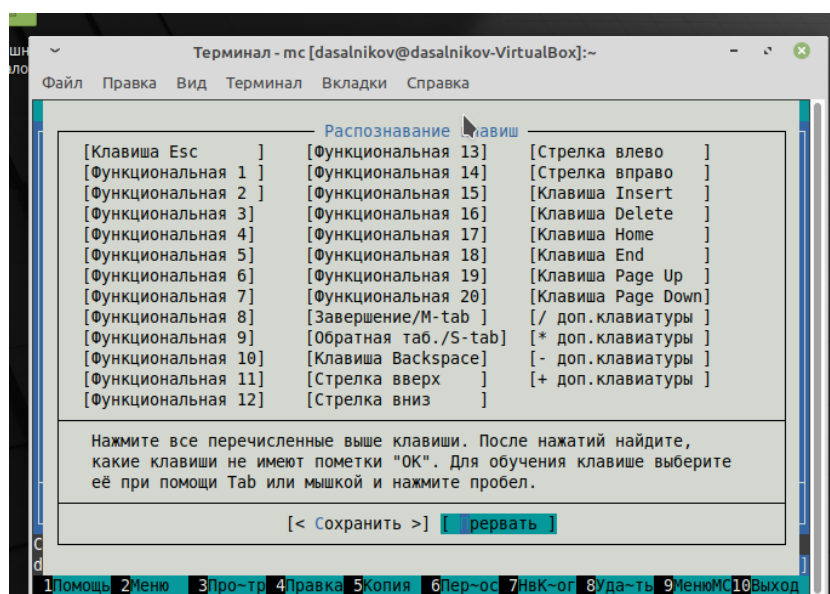 Терминал - mc [dasalnikov@dasalnikov-VirtualBox]:~
Файл Правка Вид Терминал Вкладки Справка
Распознавание клавиш
[Клавиша Esc ] [Функциональная 13] [Стрелка влево ]
[Функциональная 1 ] [Функциональная 14] [Стрелка вправо ]
[Функциональная 2 ] [Функциональная 15] [Клавиша Insert ]
[Функциональная 3] [Функциональная 16] [Клавиша Delete ]
[Функциональная 4] [Функциональная 17] [Клавиша Home ]
[Функциональная 5] [Функциональная 18] [Клавиша End ]
[Функциональная 6] [Функциональная 19] [Клавиша Page Up ]
[Функциональная 7] [Функциональная 20] [Клавиша Page Down]
[Функциональная 8] [Завершение/M-tab ] [/ доп.клавиатуры ]
[Функциональная 9] [Обратная таб./S-tab] [* доп.клавиатуры ]
[Функциональная 10] [Клавиша Backspace] [- доп.клавиатуры ]
[Функциональная 11] [Стрелка вверх ] [+ доп.клавиатуры ]
[Функциональная 12] [Стрелка вниз ]
Нажмите все перечисленные выше клавиши. После нажатий найдите,
какие клавиши не имеют пометки "OK". Для обучения клавише выберите
её при помощи Tab или мышкой и нажмите пробел.
[< Сохранить >] [ Прервать ]
1Помощь 2Меню 3Про~тр 4Правка 5Копия 6Пер~ос 7НвК~ог 8Уда~ть 9МенюMC 10Выход